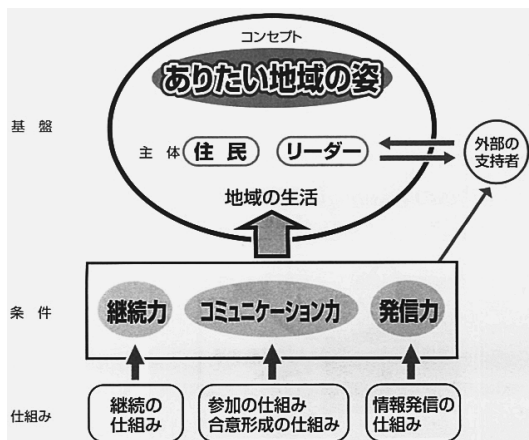 コンセプト
ありたい地域の姿
基盤
主体 住民 リーダー
外部の
支持者
地域の生活
条件
継続力 コミュニケーション力 発信力
仕組み
継続の
仕組み
参加の仕組み
合意形成の仕組み
情報発信の
仕組み